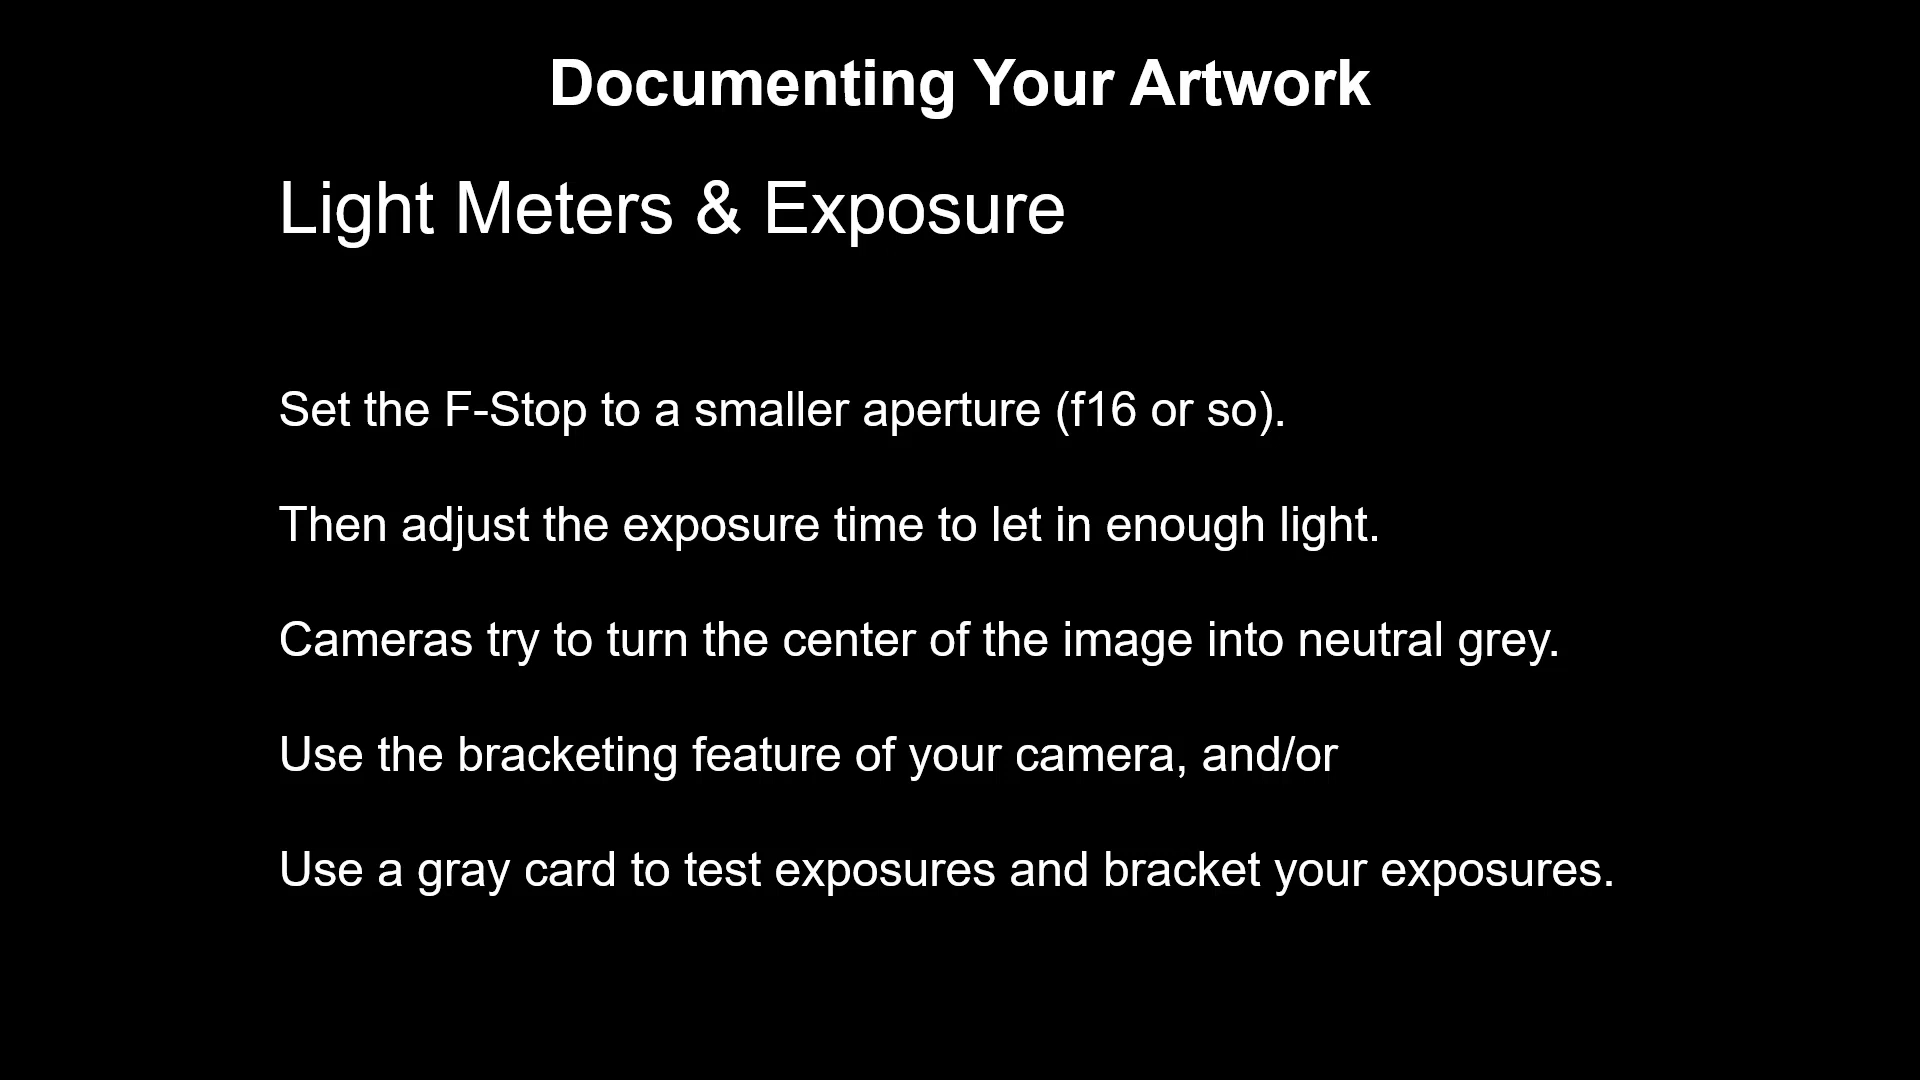 Documenting Your Artwork
Light Meters & Exposure
Set the F-Stop to a smaller aperture (f16 or so).
Then adjust the exposure time to let in enough light.
Cameras try to turn the center of the image into neutral grey.
Use the bracketing feature of your camera, and/or
Use a gray card to test exposures and bracket your exposures.